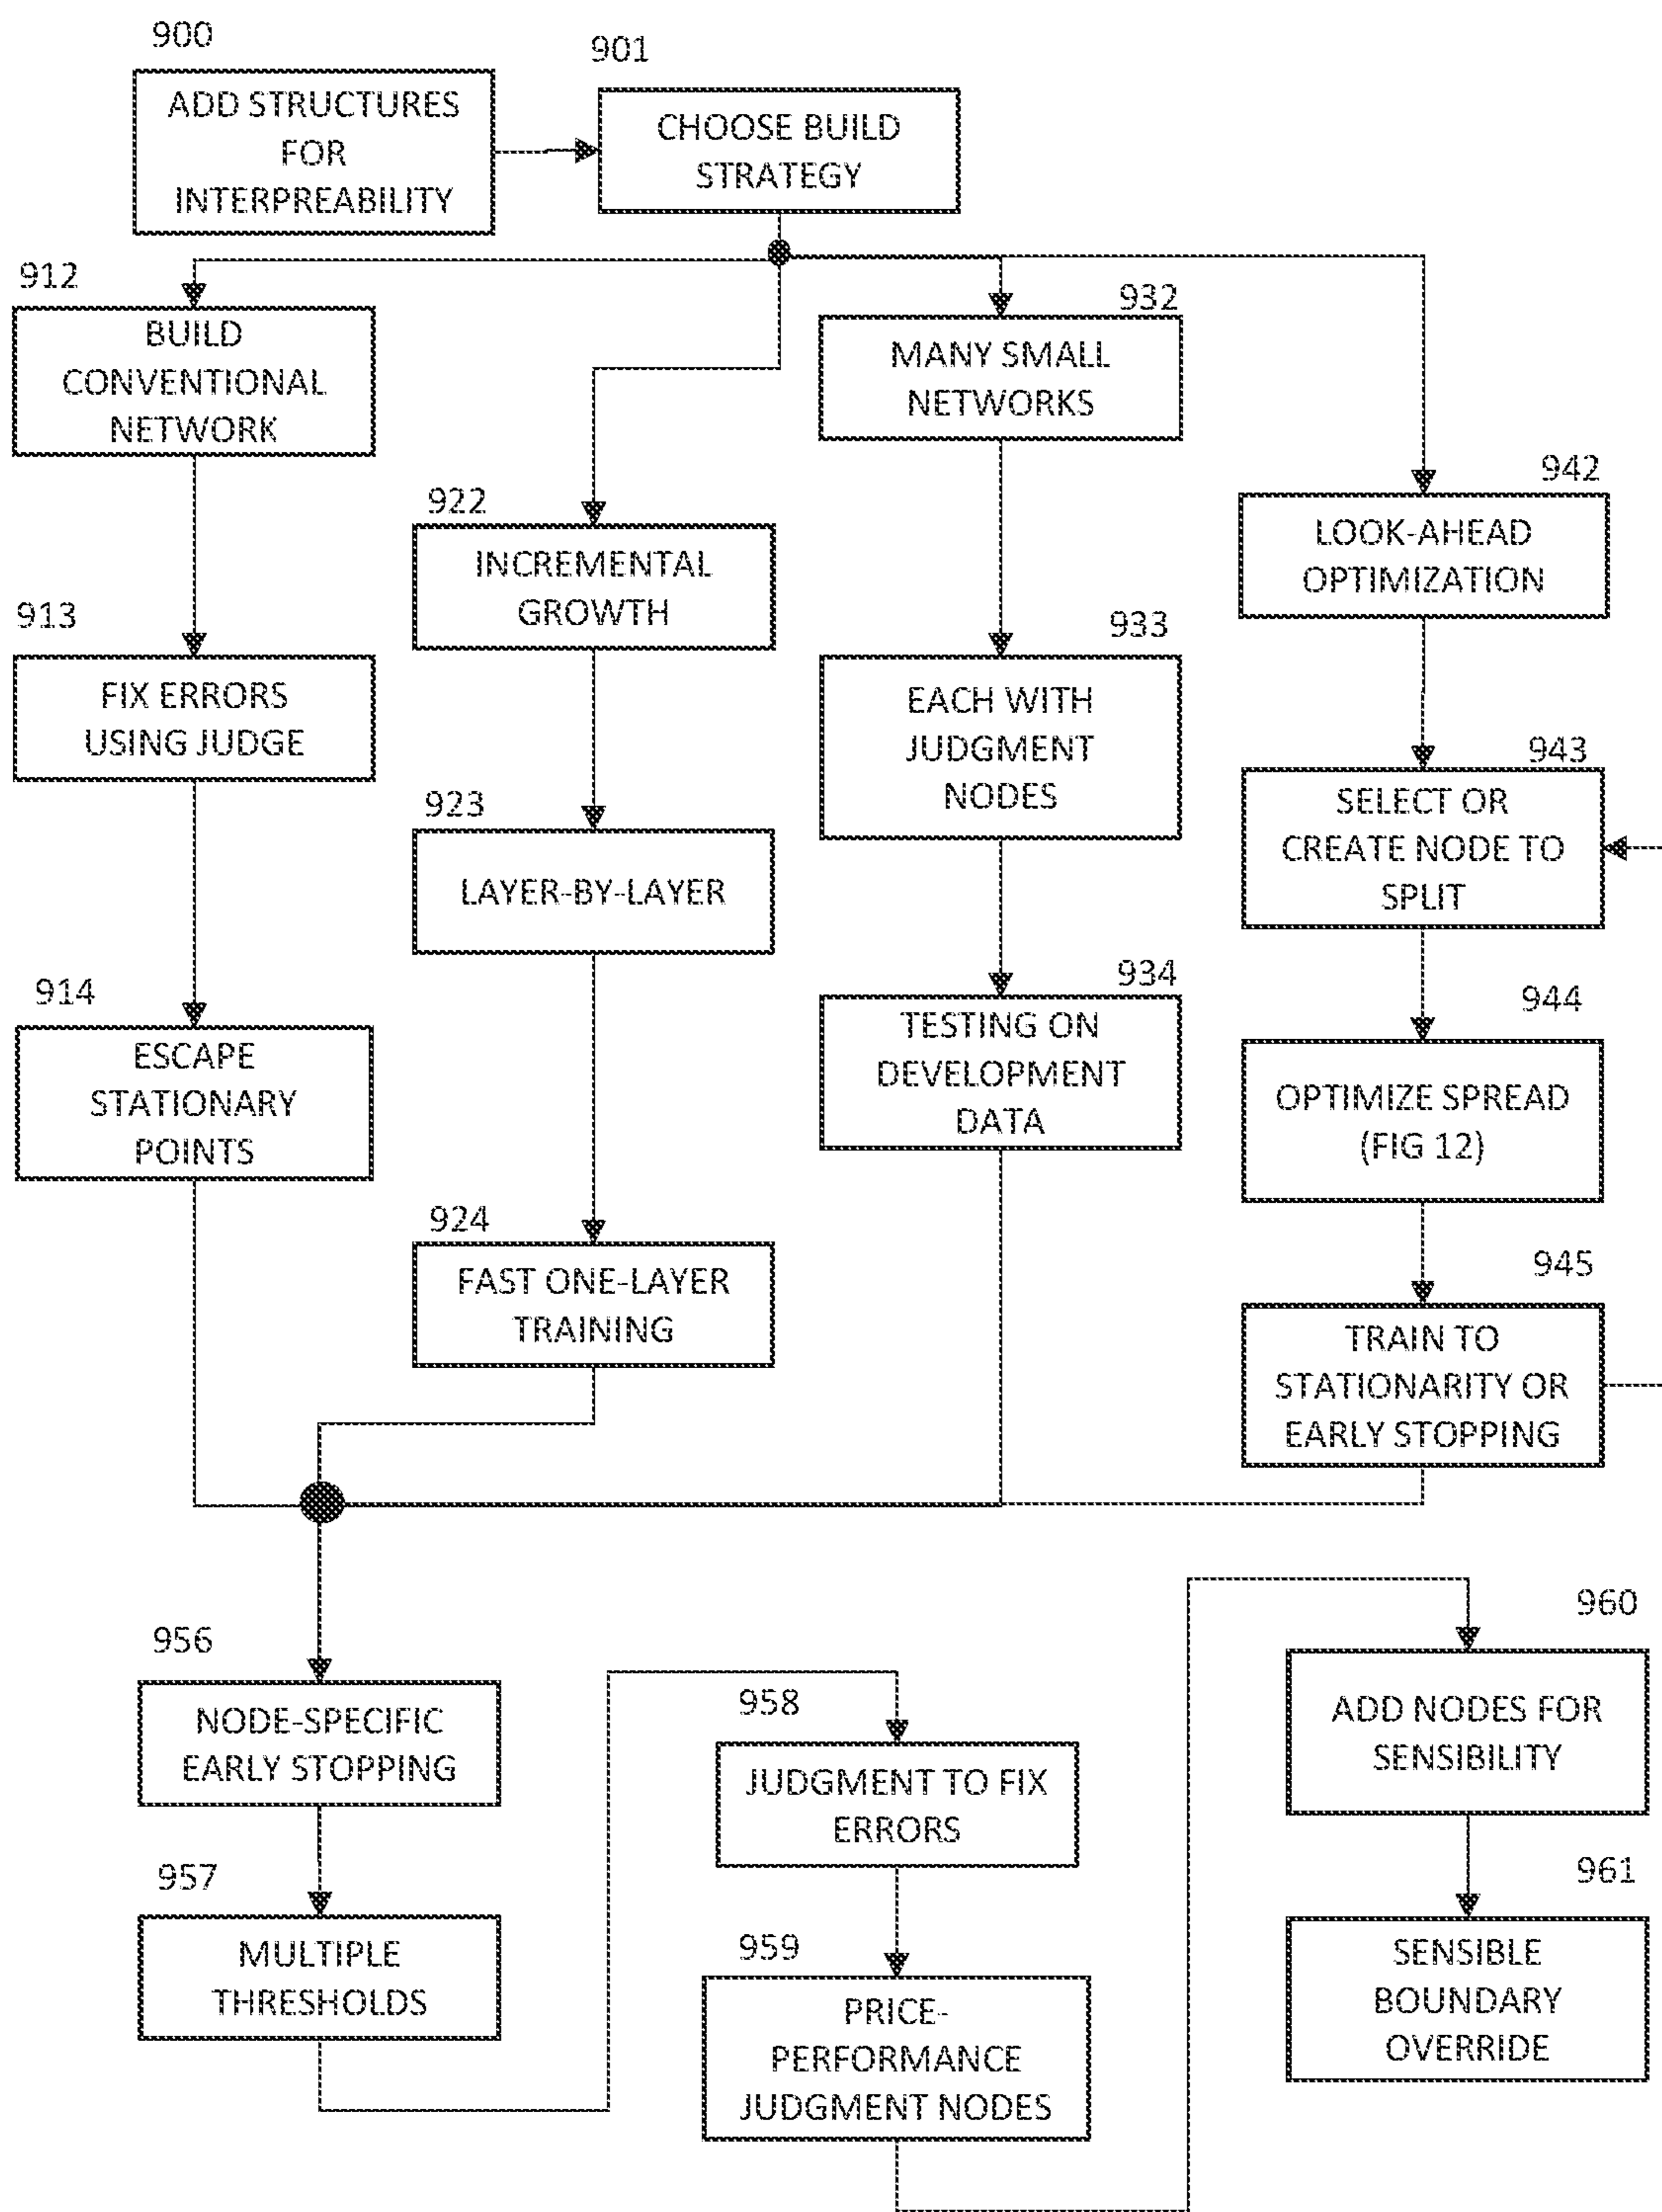 900
ADD STRUCTURES
FOR
INTERPREABILITY
901
CHOOSE BUILD
STRATEGY
912
BUILD
CONVENTIONAL
NETWORK
913
FIX ERRORS
USING JUDGE
914
ESCAPE
STATIONARY
POINTS
922
INCREMENTAL
GROWTH
923
LAYER-BY-LAYER
924
FAST ONE-LAYER
TRAINING
932
MANY SMALL
NETWORKS
933
EACH WITH
JUDGMENT
NODES
934
TESTING ON
DEVELOPMENT
DATA
942
LOOK-AHEAD
OPTIMIZATION
943
SELECT OR
CREATE NODE TO
SPLIT
944
OPTIMIZE SPREAD
(FIG 12)
945
TRAIN TO
STATIONARITY OR
EARLY STOPPING
956
NODE-SPECIFIC
EARLY STOPPING
957
MULTIPLE
THRESHOLDS
958
JUDGMENT TO FIX
ERRORS
959
PRICE-
PERFORMANCE
JUDGMENT NODES
960
ADD NODES FOR
SENSIBILITY
961
SENSIBLE
BOUNDARY
OVERRIDE